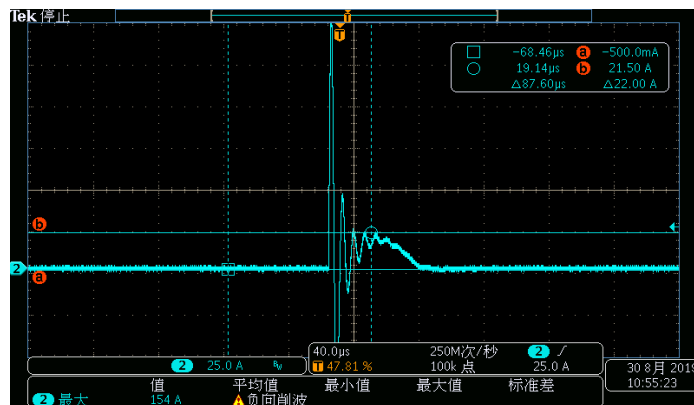 Tek 停止
T
T
-68.46µs a -500.0mA
19.14µs b 21.50 A
△87.60µs △22.00 A
b
2
a
2 25.0 A BW
40.0µs 250M次/秒 2 ∫
T 47.81 % 100k 点 25.0 A
30 8月 2019
10:55:23
值 平均值 最小值 最大值 标准差
2 最大 154 A 负向削波